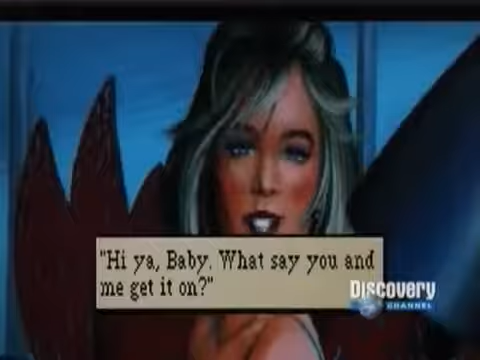 "Hi ya, Baby. What say you and
me get it on?"
Discovery
CHANNEL